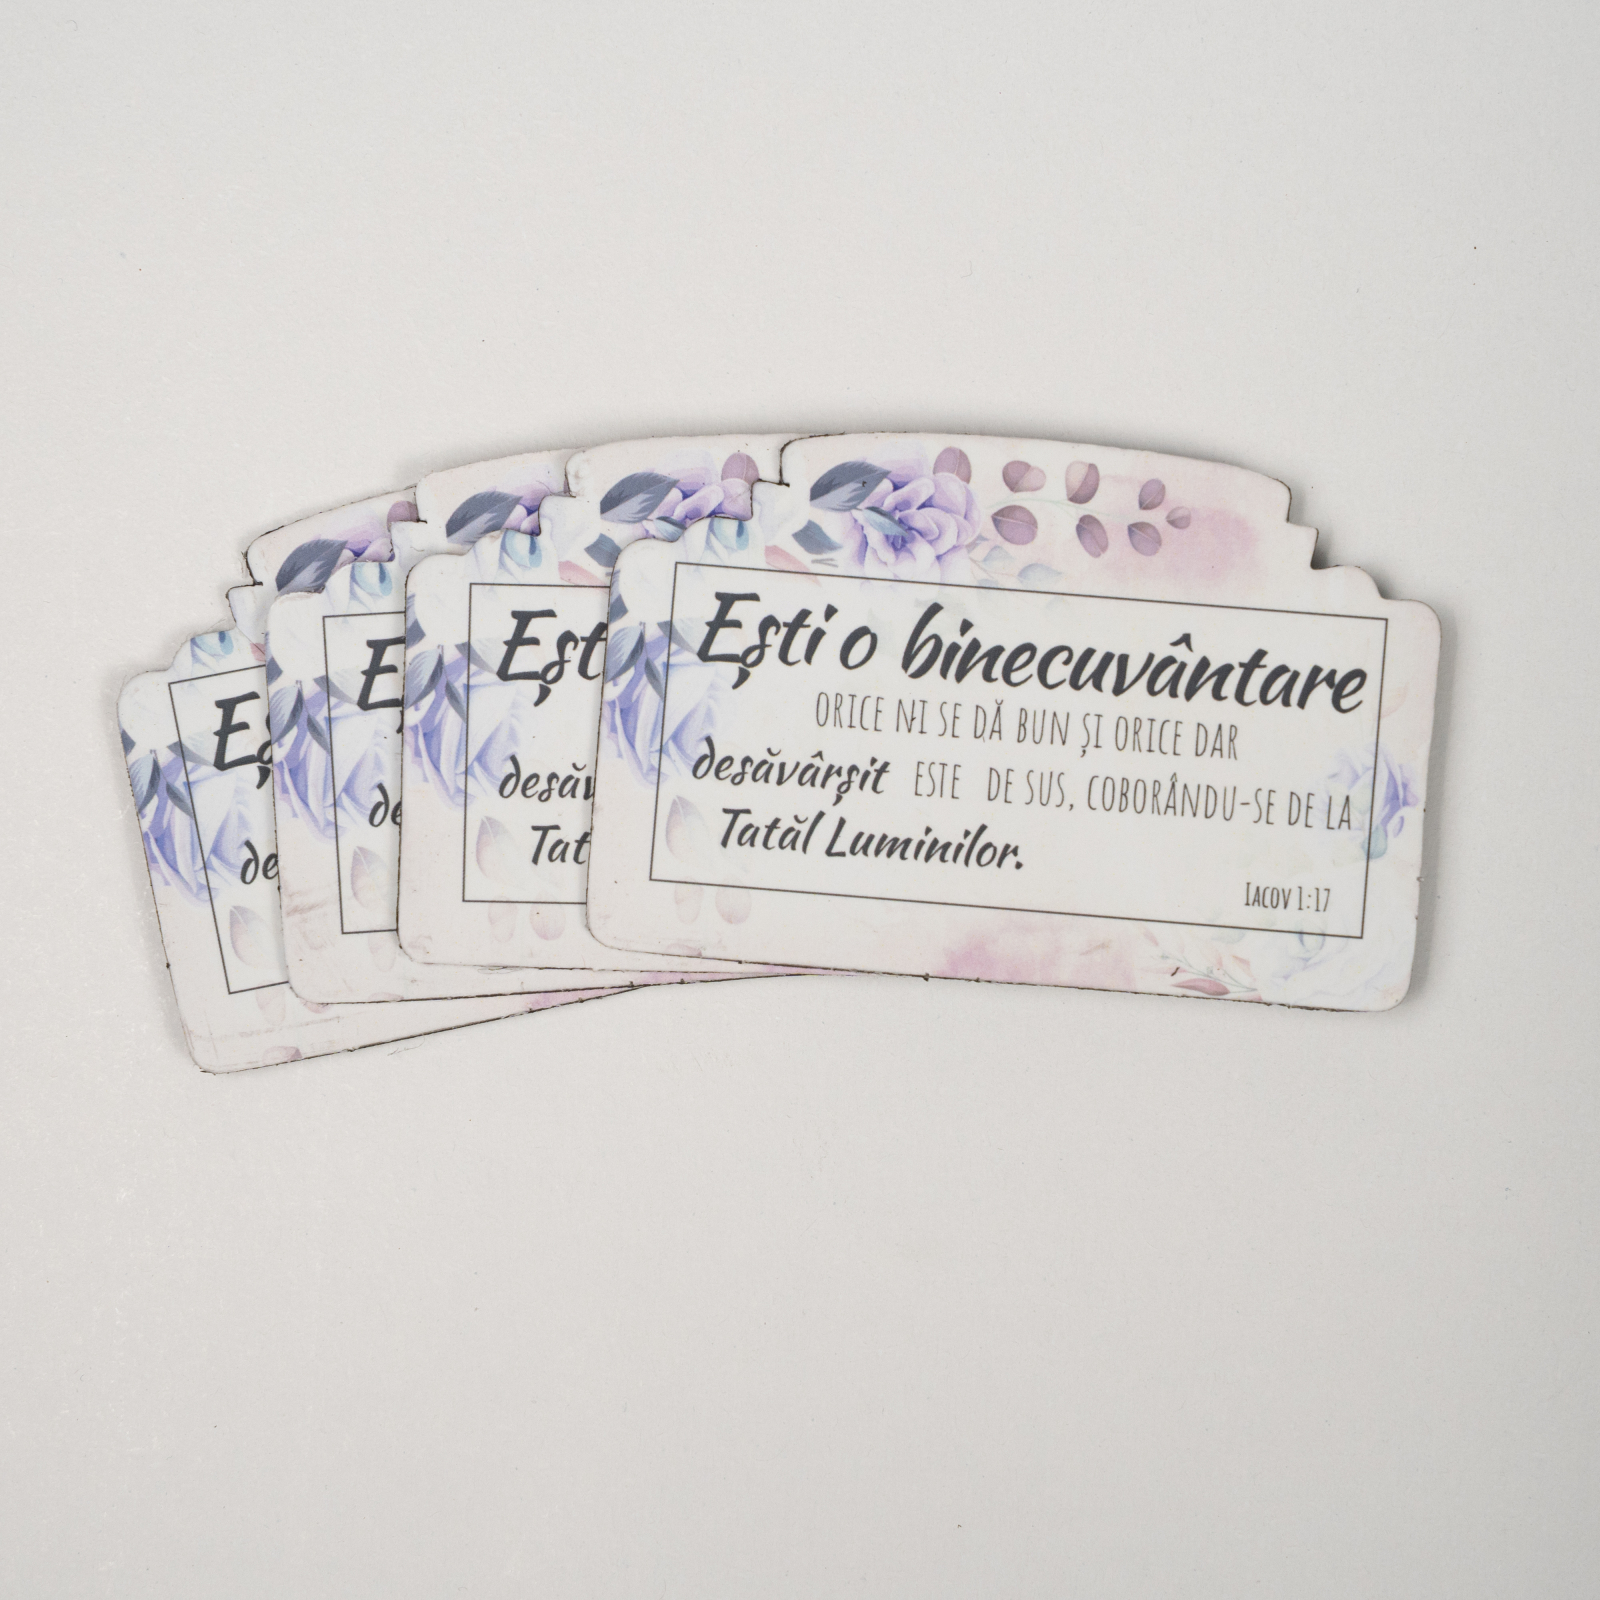 Ești o binecuvântare
ORICE NI SE DĂ BUN ȘI ORICE DAR
desăvârșit ESTE DE SUS, COBORÂNDU-SE DE LA
Tatăl Luminilor.
IACOV 1:17